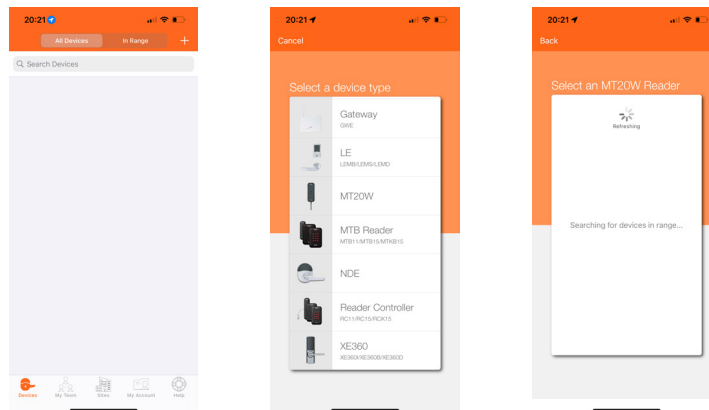 20:21
All Devices
In Range
+
Search Devices
Devices
My Team
Sites
My Account
Help
20:21
Cancel
Select a device type
Gateway
GWE
LE
LEMB/LEMS/LEMD
MT20W
MTB Reader
MTB11/MTB15/MTKB15
NDE
Reader Controller
RC11/RC15/RCK15
XE360
XE360/XE360B/XE360D
20:21
Back
Select an MT20W Reader
Refreshing
Searching for devices in range...